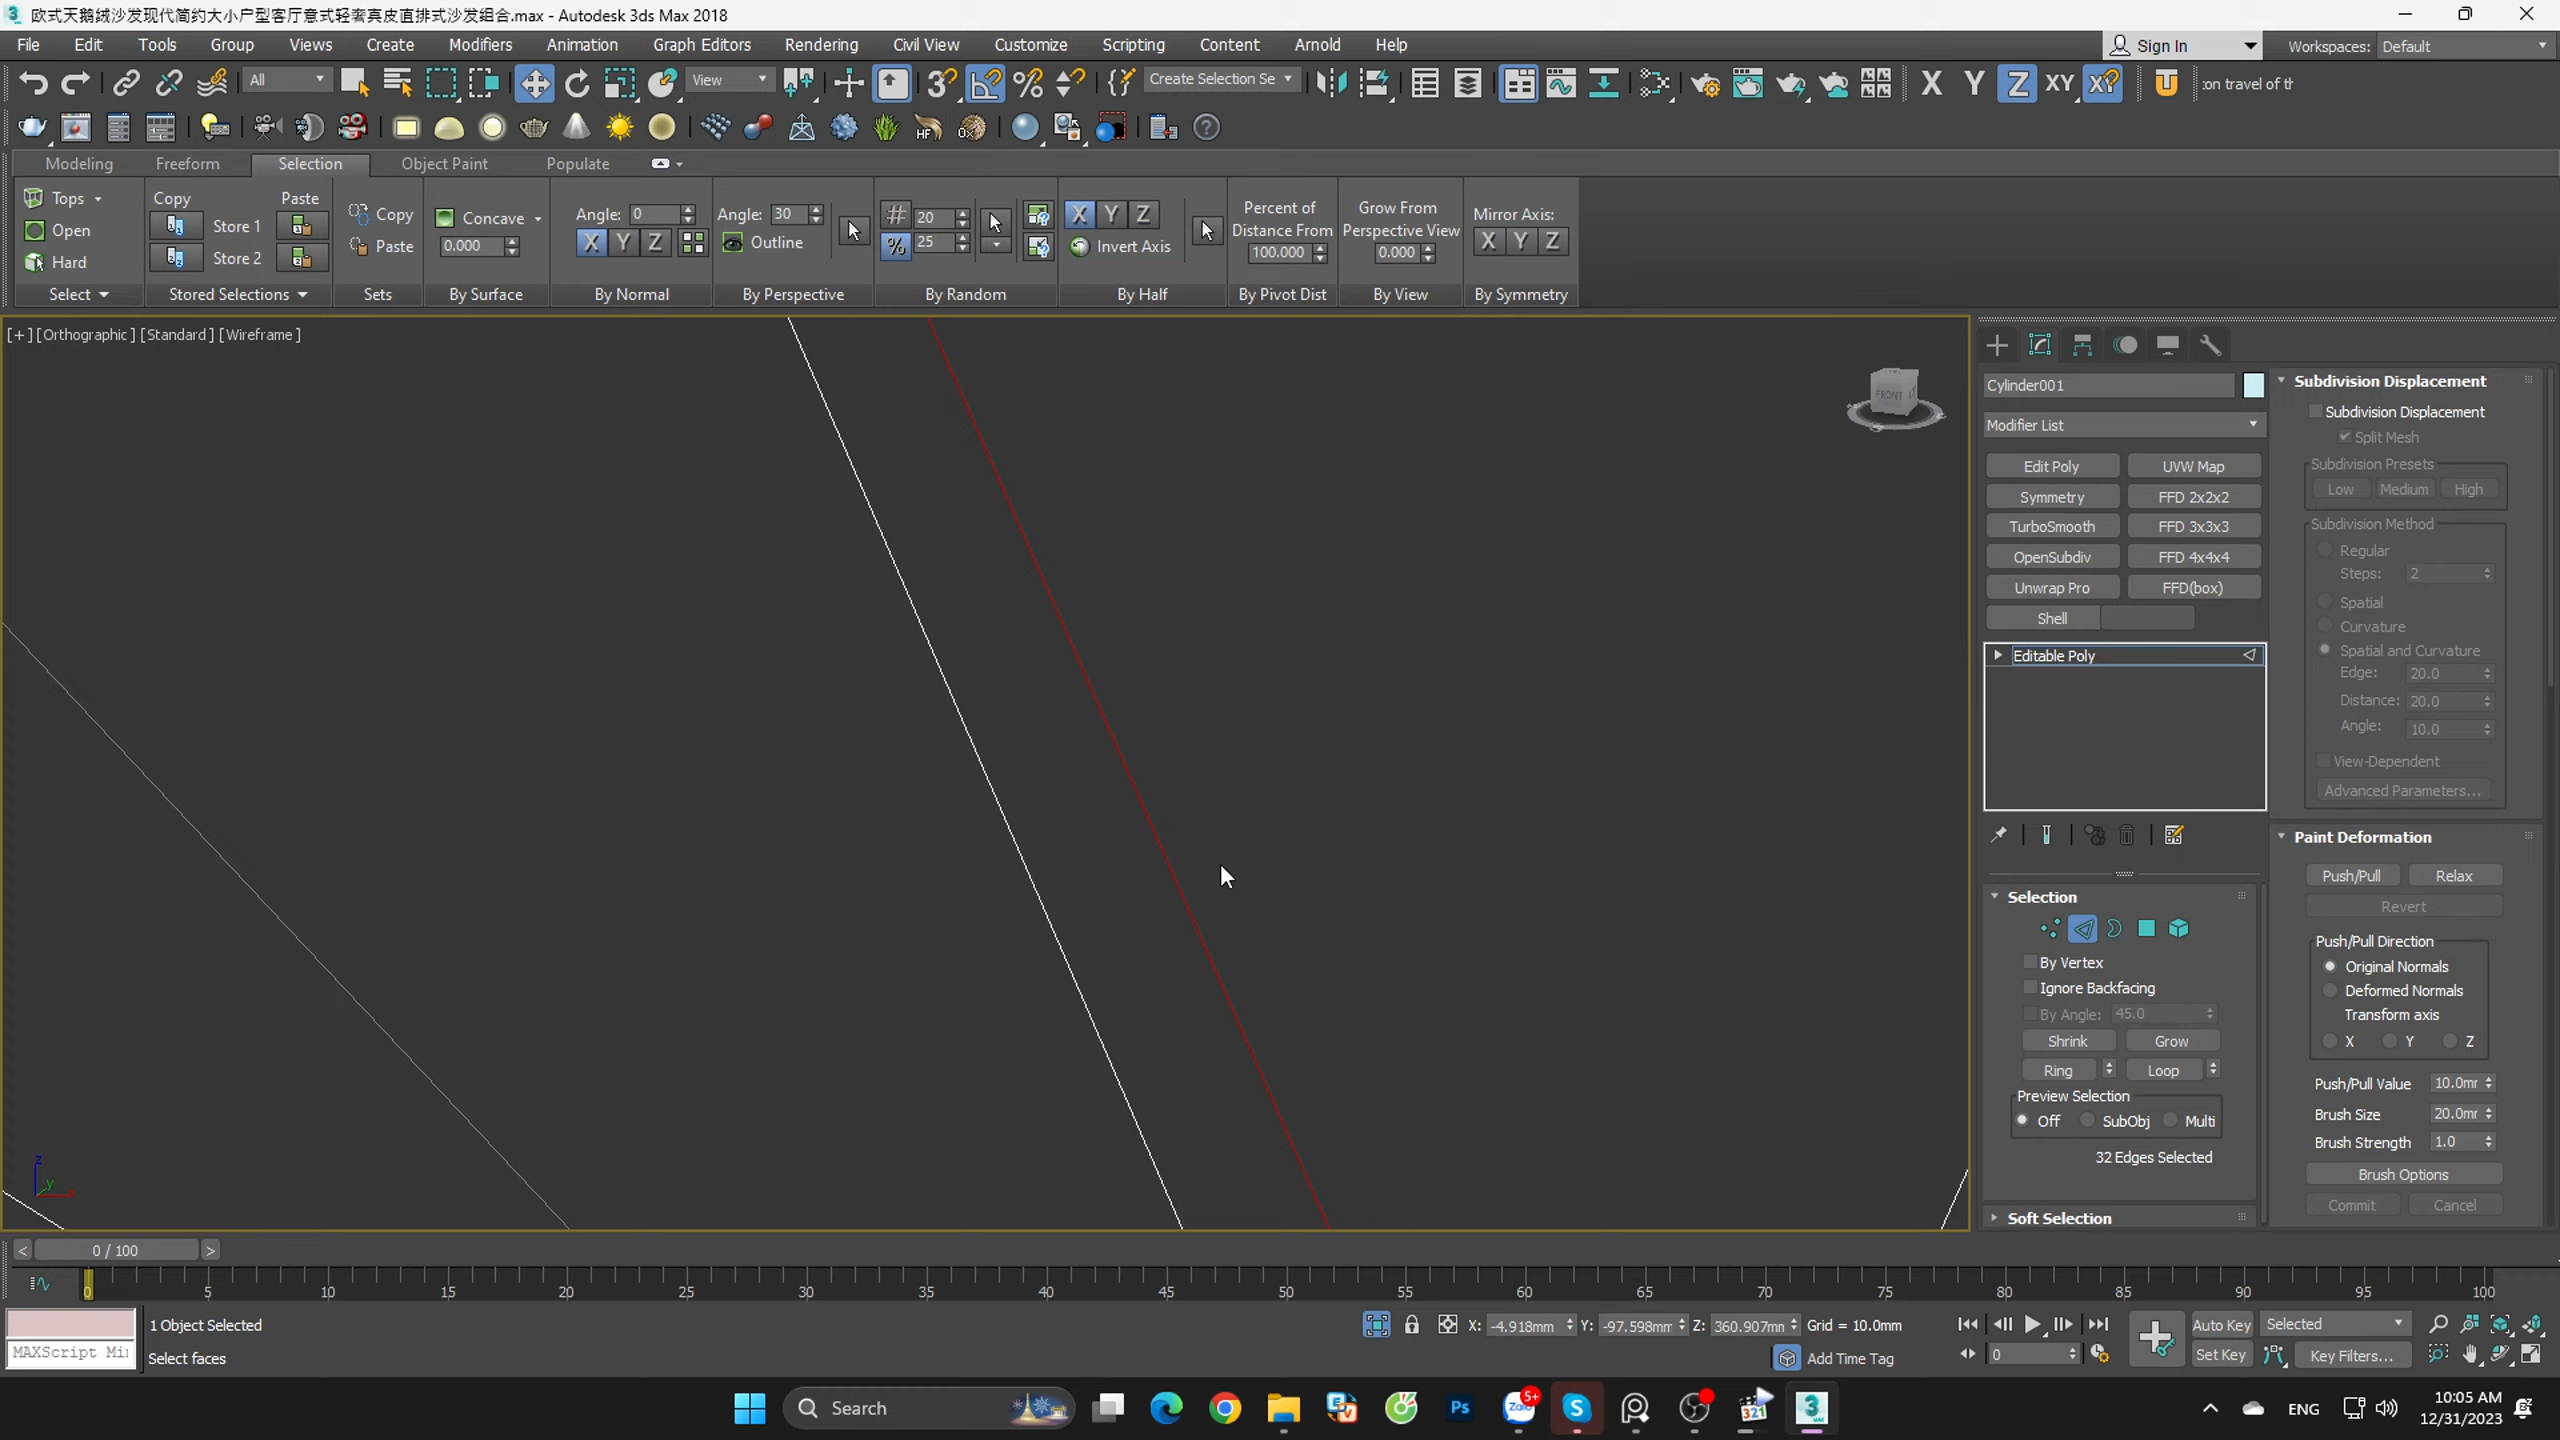 欧式天鹅绒沙发现代简约大小户型客厅意式轻奢真皮直排式沙发组合.max - Autodesk 3ds Max 2018
File Edit Tools Group Views Create Modifiers Animation Graph Editors Rendering Civil View Customize Scripting Content Arnold Help Sign In Workspaces: Default
All View Create Selection Se X Y Z XY :on travel of th
Modeling Freeform Selection Object Paint Populate
Tops Copy Paste
Open Store 1
Hard Store 2
Copy
Paste
Concave
0.000
Angle: 0
X Y Z
Angle: 30
Outline
20
25
X Y Z
Invert Axis
Percent of
Distance From
100.000
Grow From
Perspective View
0.000
Mirror Axis:
X Y Z
Select Stored Selections Sets By Surface By Normal By Perspective By Random By Half By Pivot Dist By View By Symmetry
[+] [Orthographic] [Standard] [Wireframe]
FRONT
Cylinder001
Modifier List
Edit Poly UVW Map
Symmetry FFD 2x2x2
TurboSmooth FFD 3x3x3
OpenSubdiv FFD 4x4x4
Unwrap Pro FFD(box)
Shell
Editable Poly
Selection
By Vertex
Ignore Backfacing
By Angle: 45.0
Shrink Grow
Ring Loop
Preview Selection
Off SubObj Multi
32 Edges Selected
Soft Selection
Subdivision Displacement
Subdivision Displacement
Split Mesh
Subdivision Presets
Low Medium High
Subdivision Method
Regular
Steps: 2
Spatial
Curvature
Spatial and Curvature
Edge: 20.0
Distance: 20.0
Angle: 10.0
View-Dependent
Advanced Parameters...
Paint Deformation
Push/Pull Relax
Revert
Push/Pull Direction
Original Normals
Deformed Normals
Transform axis
X Y Z
Push/Pull Value 10.0mr
Brush Size 20.0mr
Brush Strength 1.0
Brush Options
Commit Cancel
z
y
< 0 / 100 >
0 5 10 15 20 25 30 35 40 45 50 55 60 65 70 75 80 85 90 95 100
1 Object Selected X: -4.918mm Y: -97.598mm Z: 360.907mm Grid = 10.0mm Auto Key Selected
MAXScript Mi Select faces Add Time Tag 0 Set Key Key Filters...
Search Ps Zalo 5+ 321 3 ENG 10:05 AM
12/31/2023